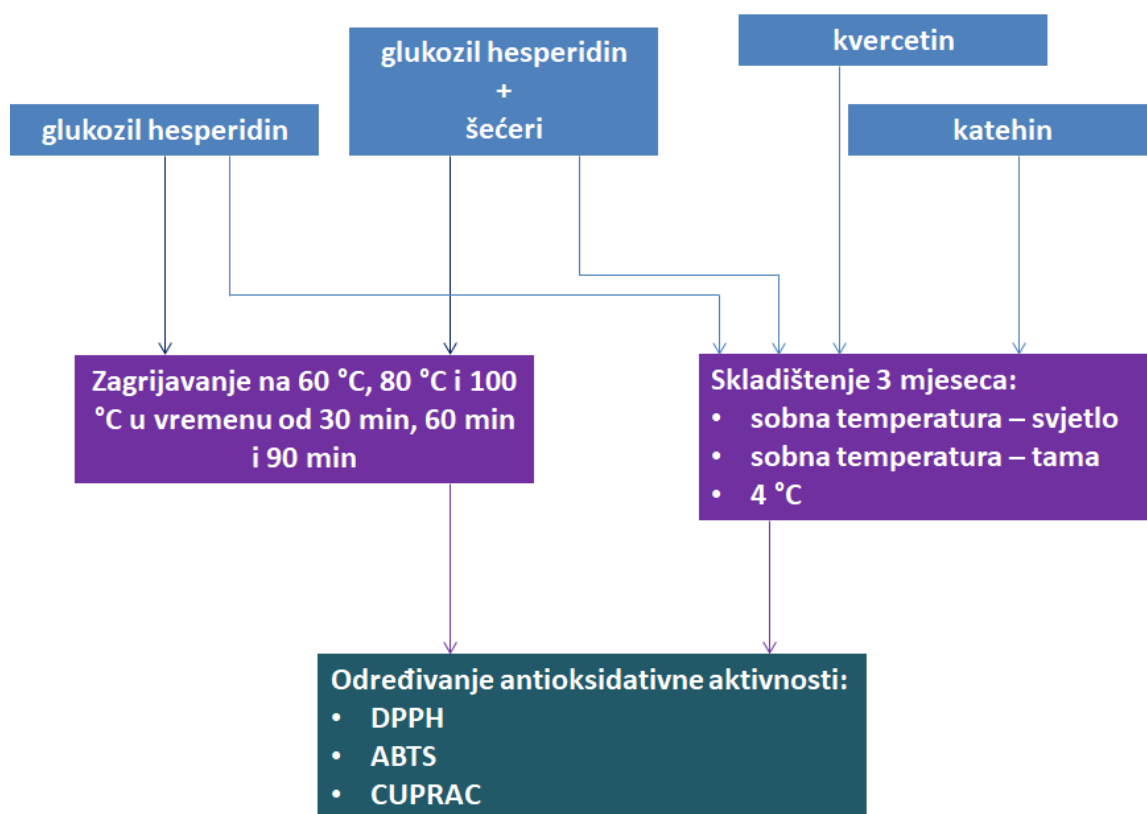 glukozil hesperidin
glukozil hesperidin
+
šećeri
kvercetin
katehin
Zagrijavanje na 60 °C, 80 °C i 100
°C u vremenu od 30 min, 60 min
i 90 min
Skladištenje 3 mjeseca:
• sobna temperatura – svjetlo
• sobna temperatura – tama
• 4 °C
Određivanje antioksidativne aktivnosti:
• DPPH
• ABTS
• CUPRAC